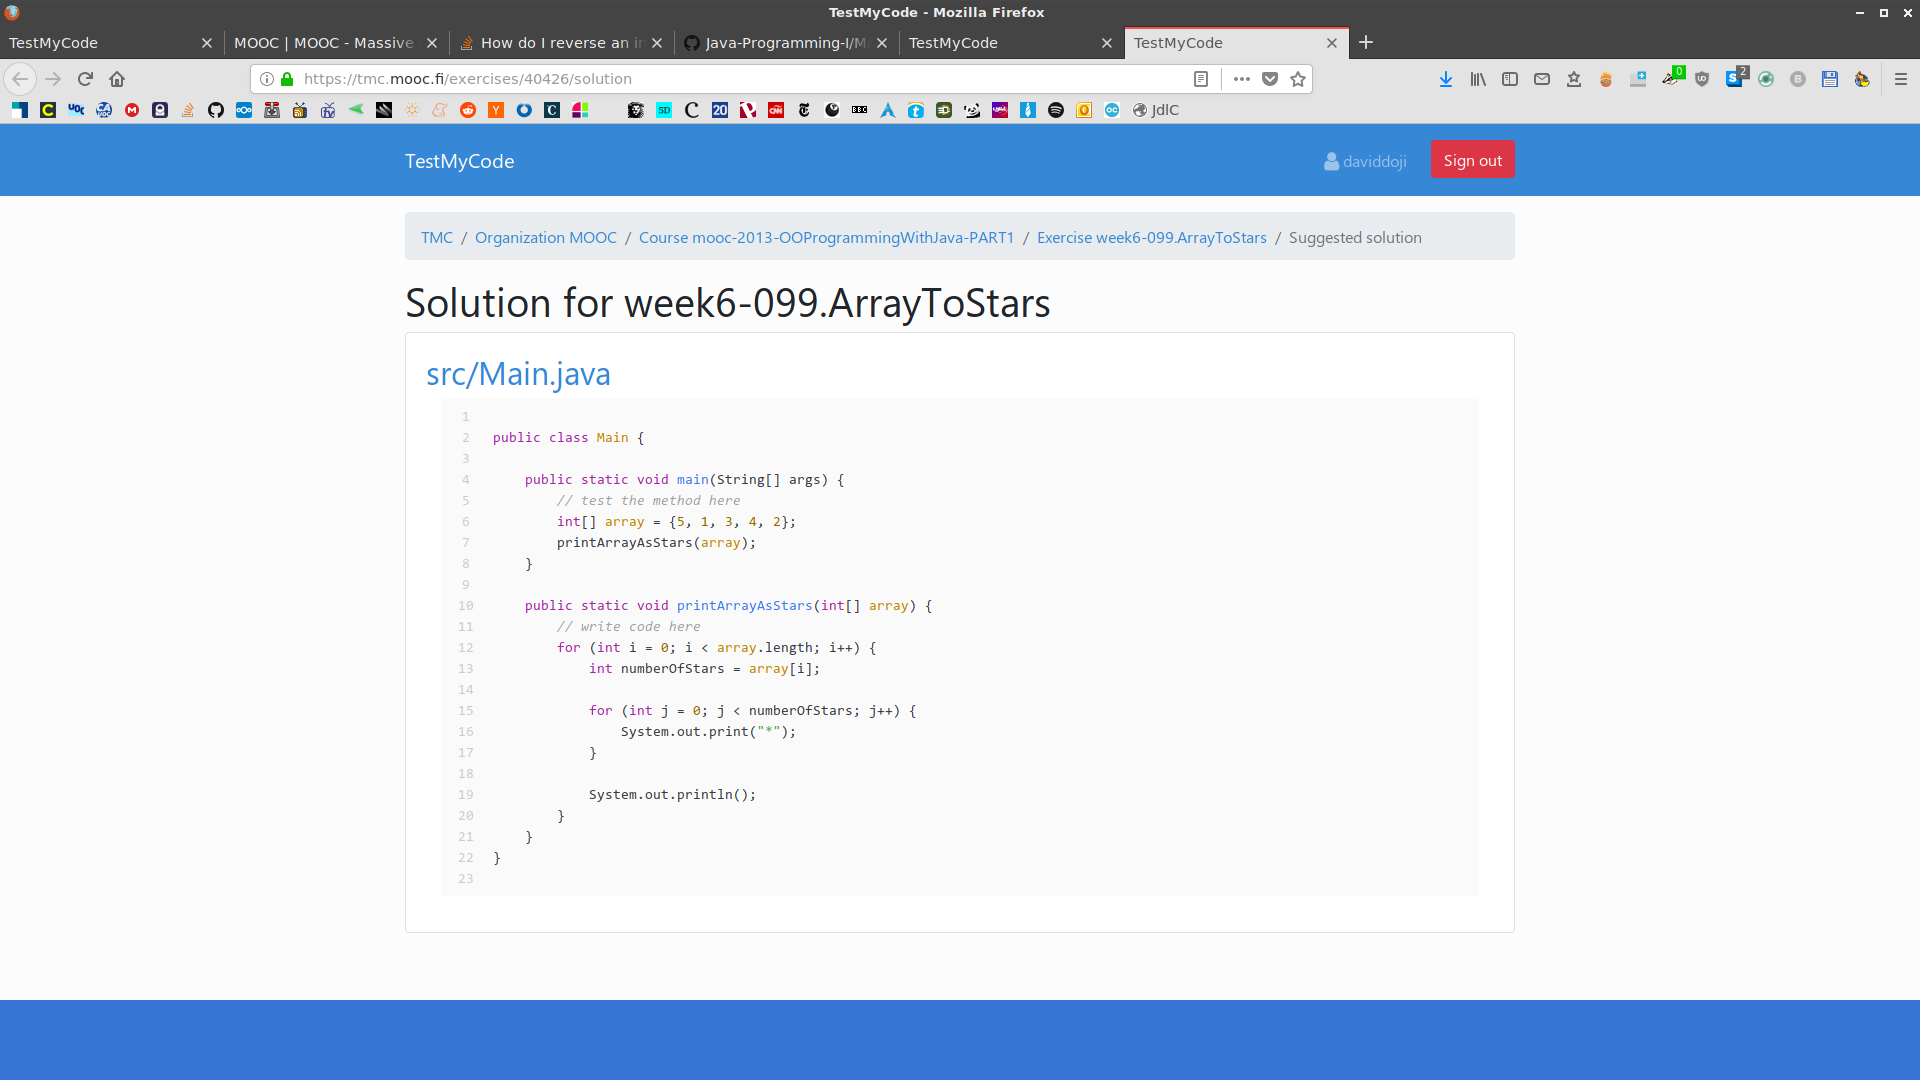 TestMyCode - Mozilla Firefox
TestMyCode
MOOC | MOOC - Massive
How do I reverse an in
Java-Programming-I/Ma
TestMyCode
TestMyCode
https://tmc.mooc.fi/exercises/40426/solution
0
2
JdlC
TestMyCode
daviddoji
Sign out
TMC / Organization MOOC / Course mooc-2013-OOProgrammingWithJava-PART1 / Exercise week6-099.ArrayToStars / Suggested solution
Solution for week6-099.ArrayToStars
src/Main.java
1
2 public class Main {
3
4 public static void main(String[] args) {
5 // test the method here
6 int[] array = {5, 1, 3, 4, 2};
7 printArrayAsStars(array);
8 }
9
10 public static void printArrayAsStars(int[] array) {
11 // write code here
12 for (int i = 0; i < array.length; i++) {
13 int numberOfStars = array[i];
14
15 for (int j = 0; j < numberOfStars; j++) {
16 System.out.print("*");
17 }
18
19 System.out.println();
20 }
21 }
22 }
23